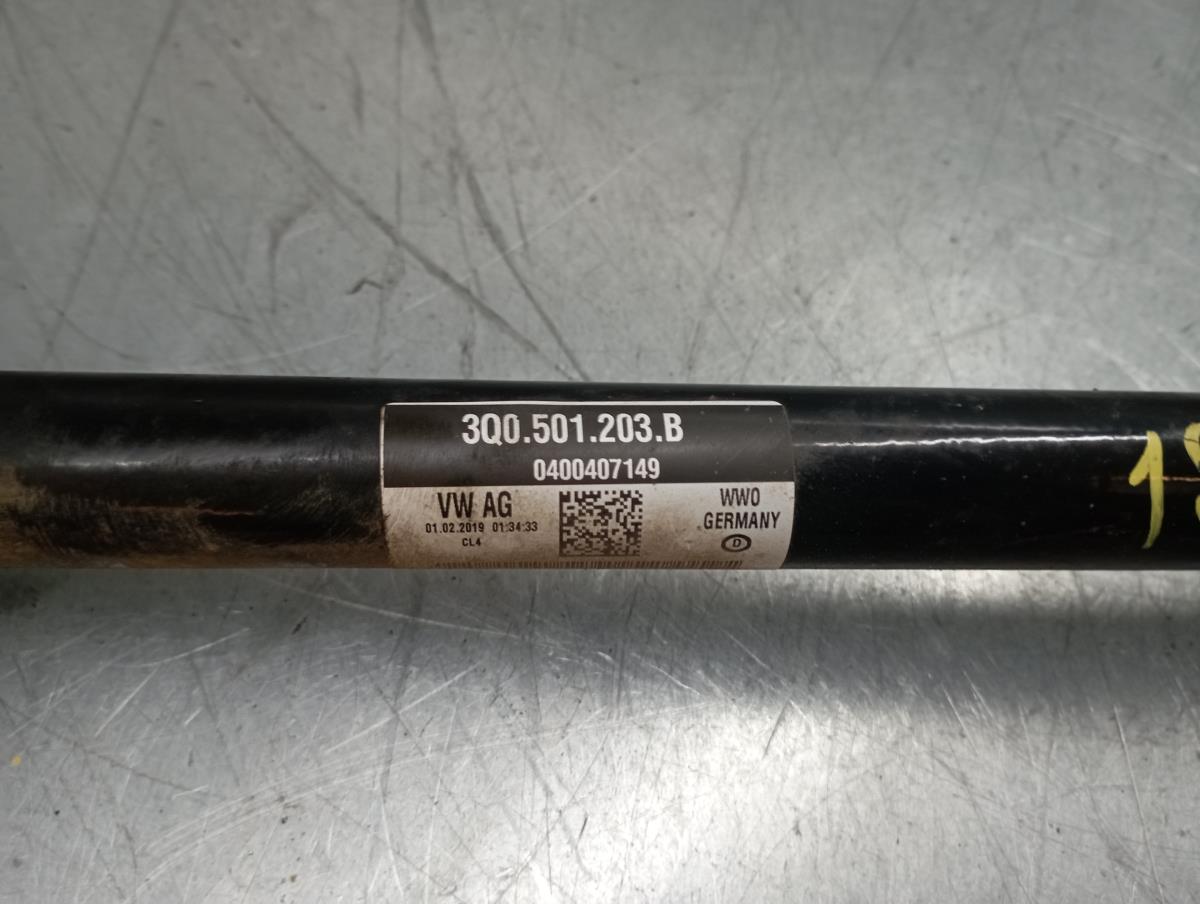 3Q0.501.203.B
0400407149
VW AG
01.02.2019 01:34:33
CL4
WWO
GERMANY
D